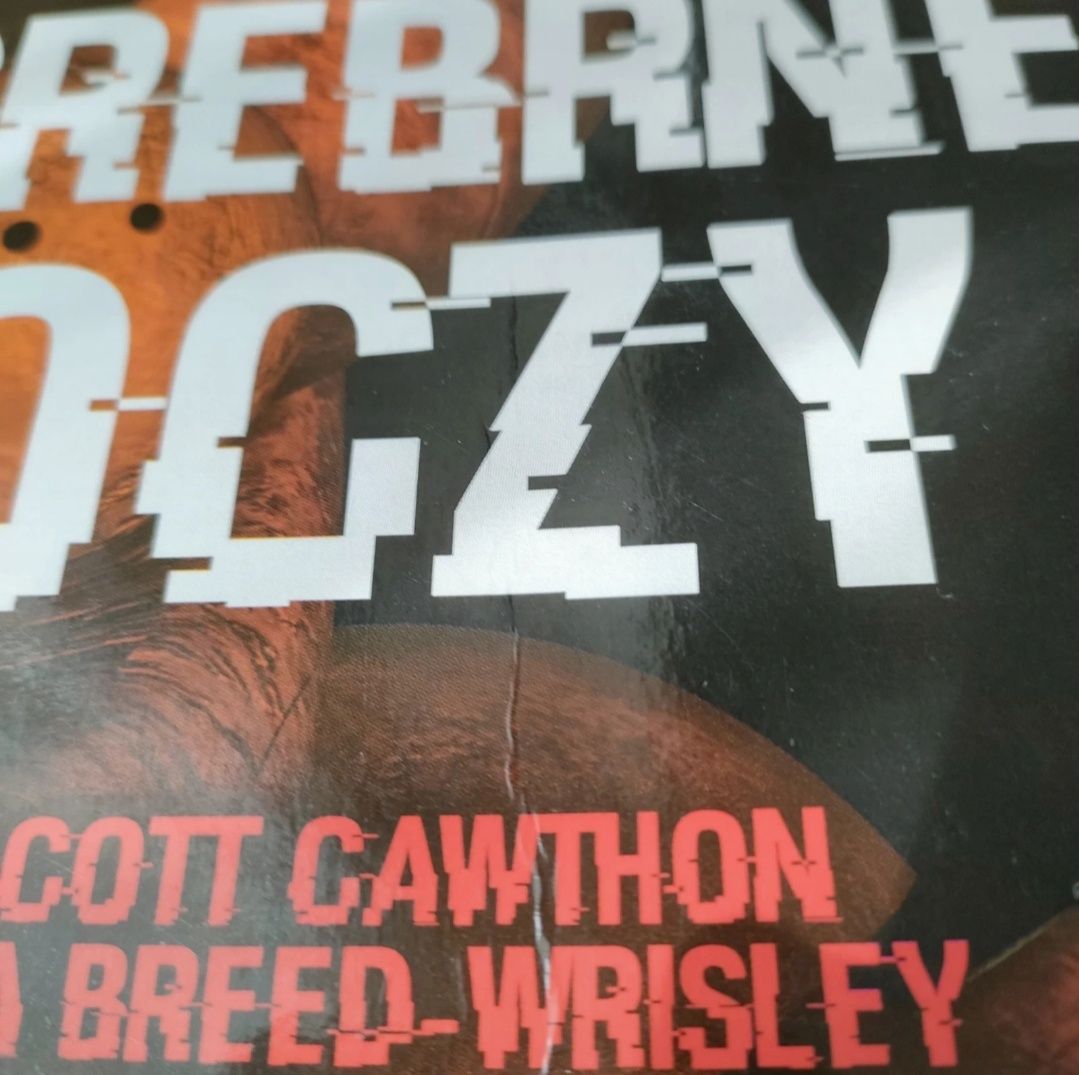 REBRNE
OCZY
COTT CAWTHON
A BREED-WRISLEY